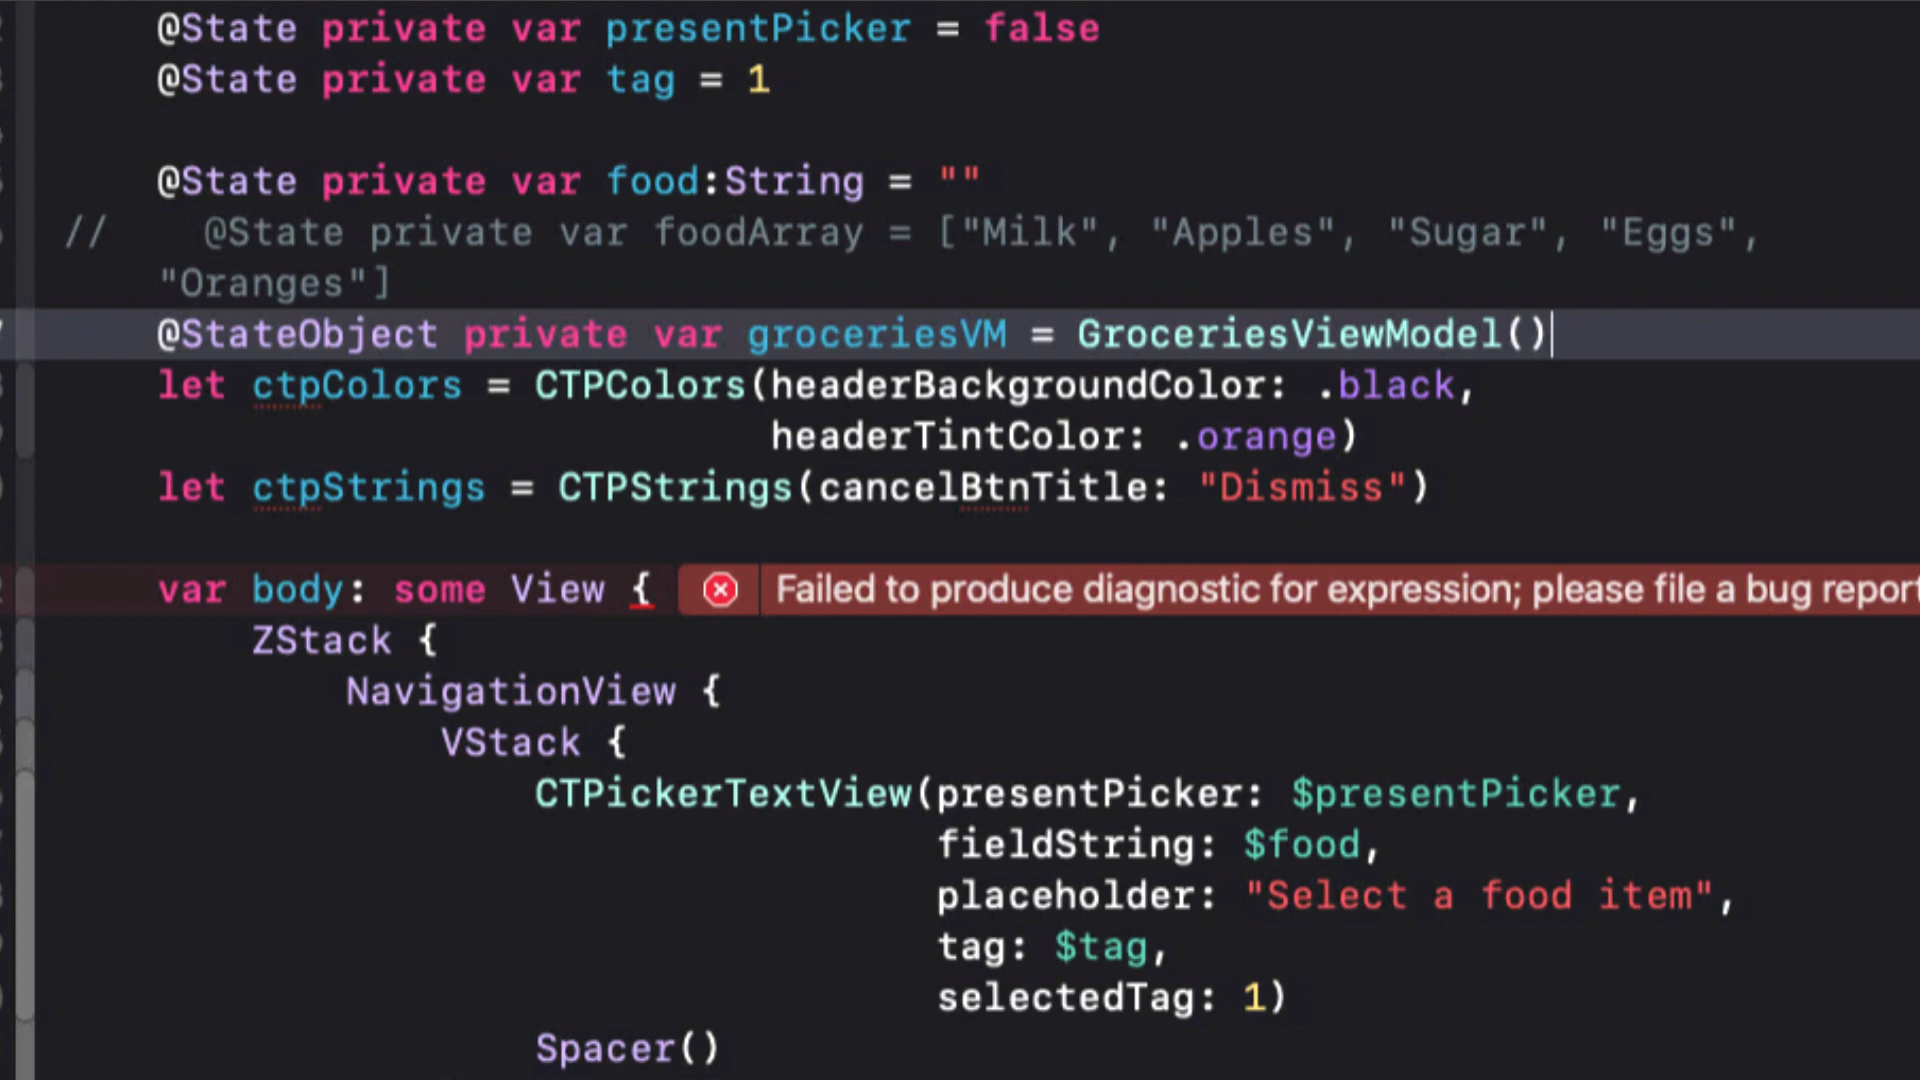 @State private var presentPicker = false
@State private var tag = 1
@State private var food:String = ""
// @State private var foodArray = ["Milk", "Apples", "Sugar", "Eggs",
"Oranges"]
@StateObject private var groceriesVM = GroceriesViewModel()
let ctpColors = CTPColors(headerBackgroundColor: .black,
headerTintColor: .orange)
let ctpStrings = CTPStrings(cancelBtnTitle: "Dismiss")
var body: some View { Failed to produce diagnostic for expression; please file a bug report
ZStack {
NavigationView {
VStack {
CTPickerTextView(presentPicker: $presentPicker,
fieldString: $food,
placeholder: "Select a food item",
tag: $tag,
selectedTag: 1)
Spacer()